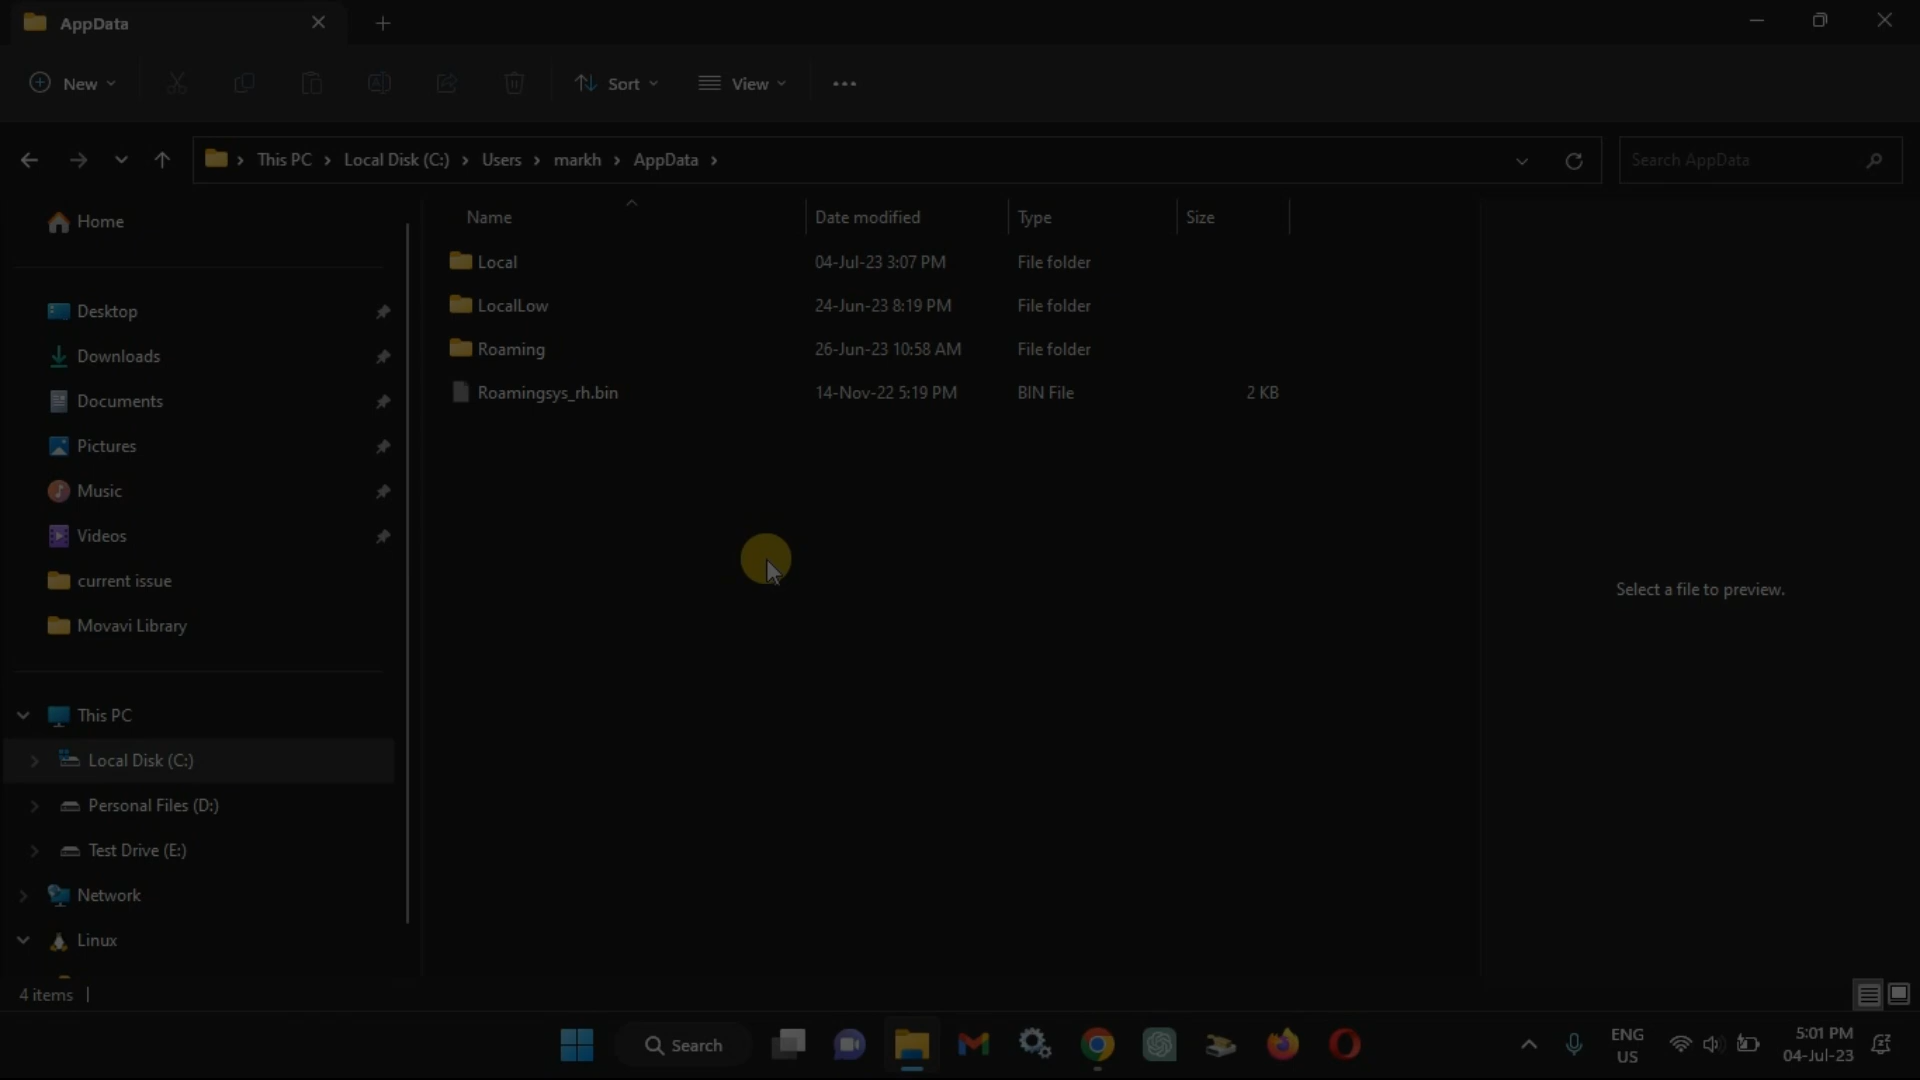 AppData
New
Sort
View
This PC
Local Disk (C:)
Users
markh
AppData
Search AppData
Home
Desktop
Downloads
Documents
Pictures
Music
Videos
current issue
Movavi Library
This PC
Local Disk (C:)
Personal Files (D:)
Test Drive (E:)
Network
Linux
Name Date modified Type Size
Local 04-Jul-23 3:07 PM File folder
LocalLow 24-Jun-23 8:19 PM File folder
Roaming 26-Jun-23 10:58 AM File folder
Roamingsys_rh.bin 14-Nov-22 5:19 PM BIN File 2 KB
Select a file to preview.
4 items
Search
ENG
US
5:01 PM
04-Jul-23